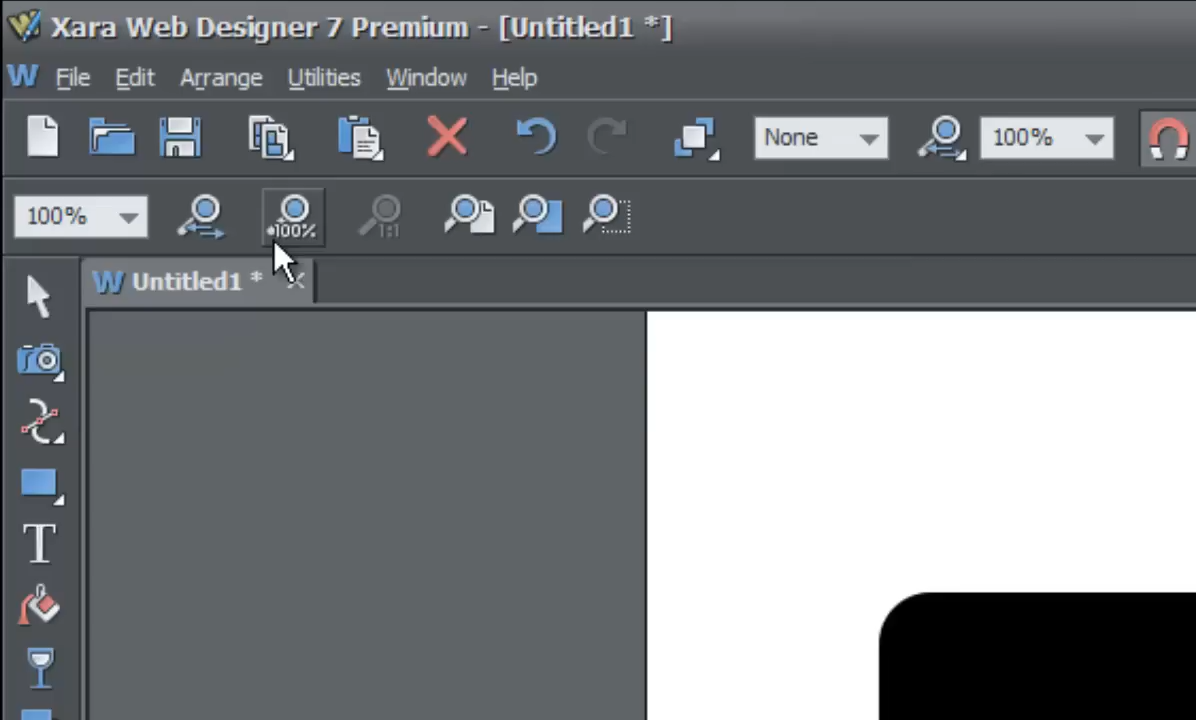 Xara Web Designer 7 Premium - [Untitled1 *]
W File Edit Arrange Utilities Window Help
None 100%
100% 100% 1:1
W Untitled1 *
T